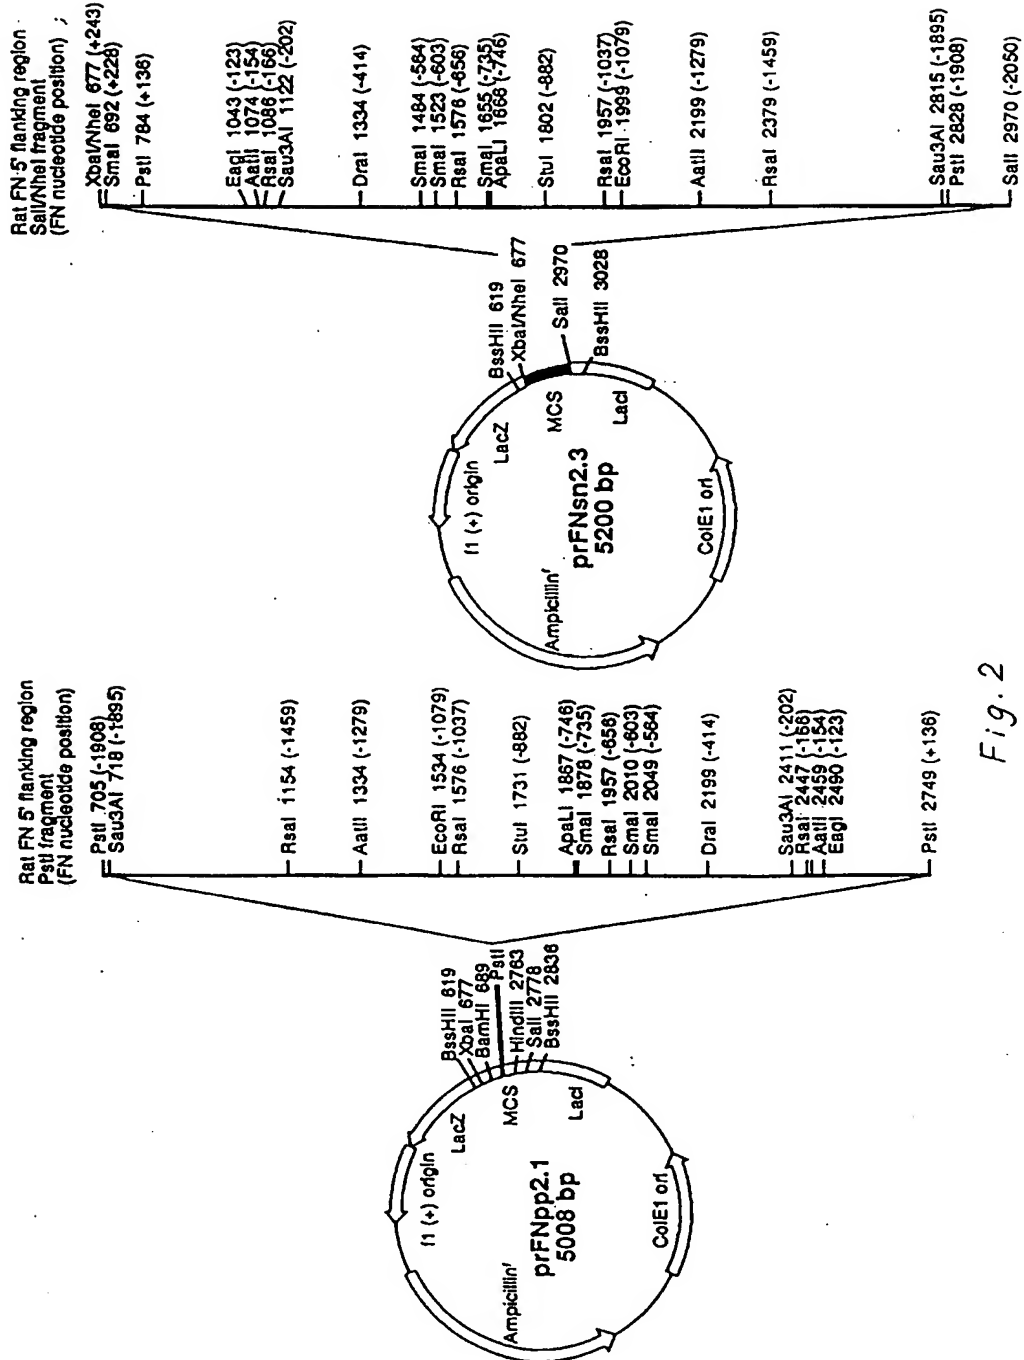 Rat FN 5' flanking region
PstI fragment
(FN nucleotide position)
PstI 705 (-1908)
Sau3AI 718 (-1895)
RsaI 1154 (-1459)
AatII 1334 (-1279)
EcoRI 1534 (-1079)
RsaI 1576 (-1037)
StuI 1731 (-882)
ApaLI 1867 (-746)
SmaI 1878 (-735)
RsaI 1957 (-656)
SmaI 2010 (-603)
SmaI 2049 (-564)
DraI 2199 (-414)
Sau3AI 2411 (-202)
RsaI 2447 (-166)
AatII 2459 (-154)
EagI 2490 (-123)
PstI 2749 (+136)
BssHII 619
XbaI 677
BamHI 689
PstI
HindIII 2763
SalI 2778
BssHII 2836
LacZ
MCS
LacI
f1 (+) origin
prFNpp2.1
5008 bp
Ampicillin^r
ColE1 ori
Rat FN 5' flanking region
SalI/NheI fragment
(FN nucleotide position) ;
XbaI/NheI 677 (+243)
SmaI 692 (+228)
PstI 784 (+136)
EagI 1043 (-123)
AatII 1074 (-154)
RsaI 1086 (-166)
Sau3AI 1122 (-202)
DraI 1334 (-414)
SmaI 1484 (-564)
SmaI 1523 (-603)
RsaI 1576 (-656)
SmaI 1655 (-735)
ApaLI 1666 (-746)
StuI 1802 (-882)
RsaI 1957 (-1037)
EcoRI 1999 (-1079)
AatII 2199 (-1279)
RsaI 2379 (-1459)
Sau3AI 2815 (-1895)
PstI 2828 (-1908)
SalI 2970 (-2050)
BssHII 619
XbaI/NheI 677
SalI 2970
BssHII 3028
LacZ
MCS
LacI
f1 (+) origin
prFNsn2.3
5200 bp
Ampicillin^r
ColE1 ori
Fig. 2